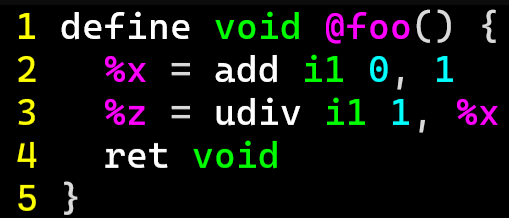 1 define void @foo() {
2   %x = add i1 0, 1
3   %z = udiv i1 1, %x
4   ret void
5 }